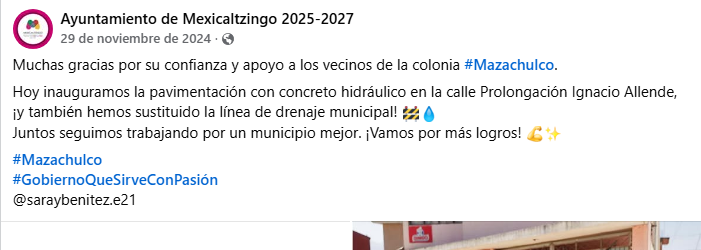 Ayuntamiento de Mexicaltzingo 2025-2027
29 de noviembre de 2024 ·
Muchas gracias por su confianza y apoyo a los vecinos de la colonia #Mazachulco.
Hoy inauguramos la pavimentación con concreto hidráulico en la calle Prolongación Ignacio Allende,
¡y también hemos sustituido la línea de drenaje municipal! 🚧💧
Juntos seguimos trabajando por un municipio mejor. ¡Vamos por más logros! 💪✨
#Mazachulco
#GobiernoQueSirveConPasión
@saraybenitez.e21